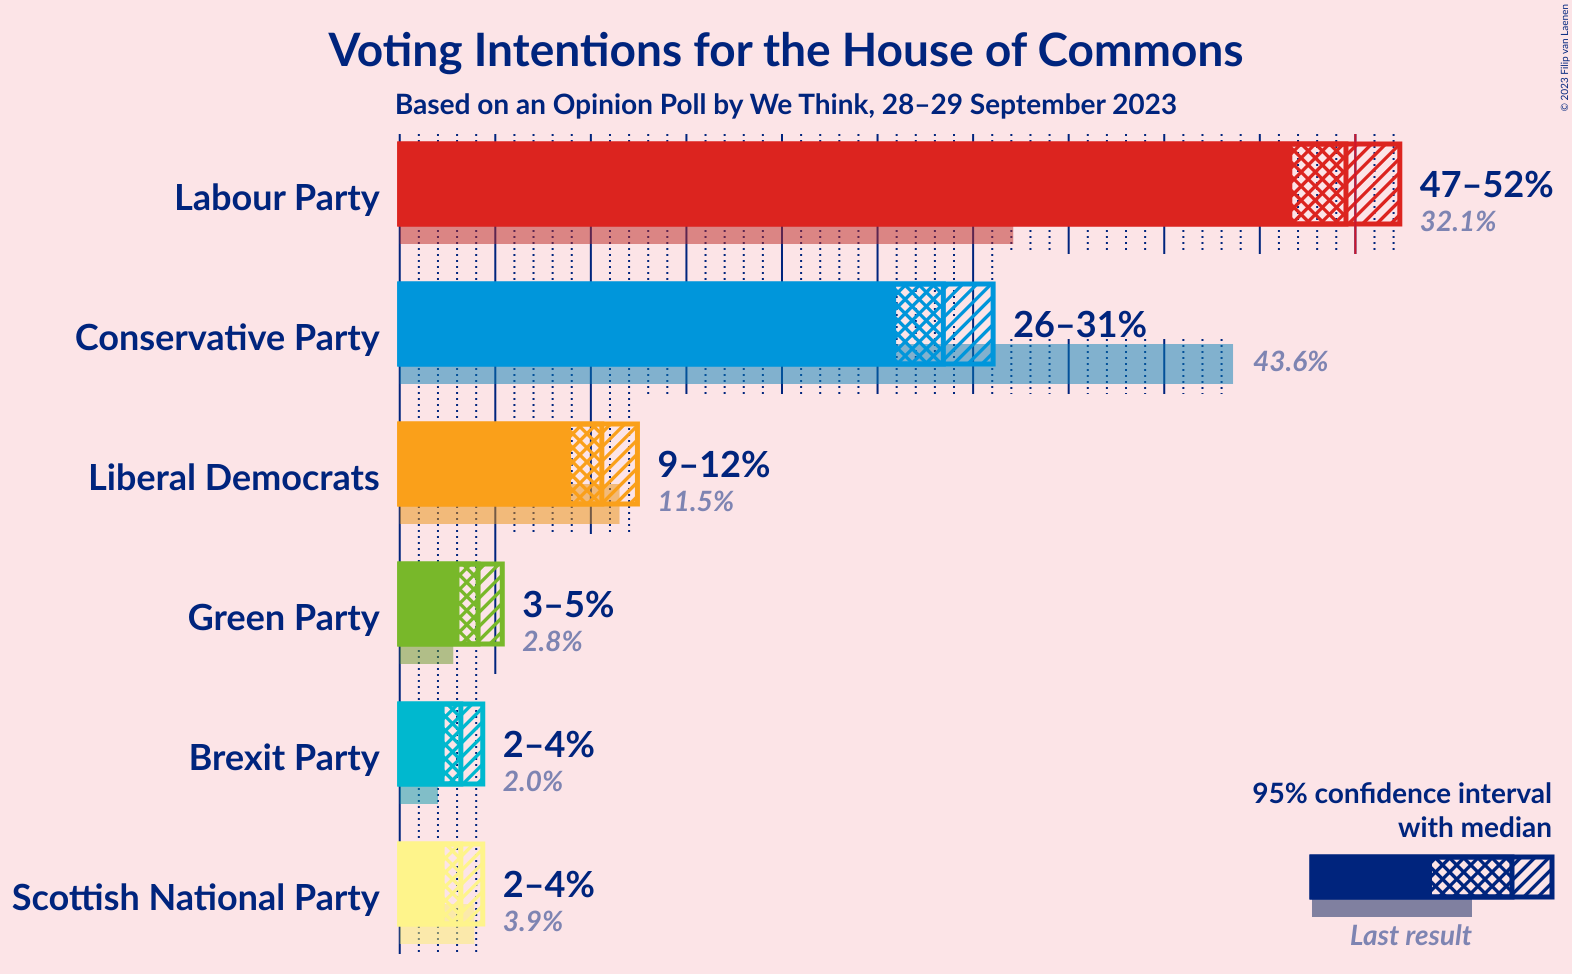 Voting Intentions for the House of Commons
Based on an Opinion Poll by We Think, 28–29 September 2023
© 2023 Filip van Laenen
Labour Party
47–52%
32.1%
Conservative Party
26–31%
43.6%
Liberal Democrats
9–12%
11.5%
Green Party
3–5%
2.8%
Brexit Party
2–4%
2.0%
Scottish National Party
2–4%
3.9%
95% confidence interval
with median
Last result